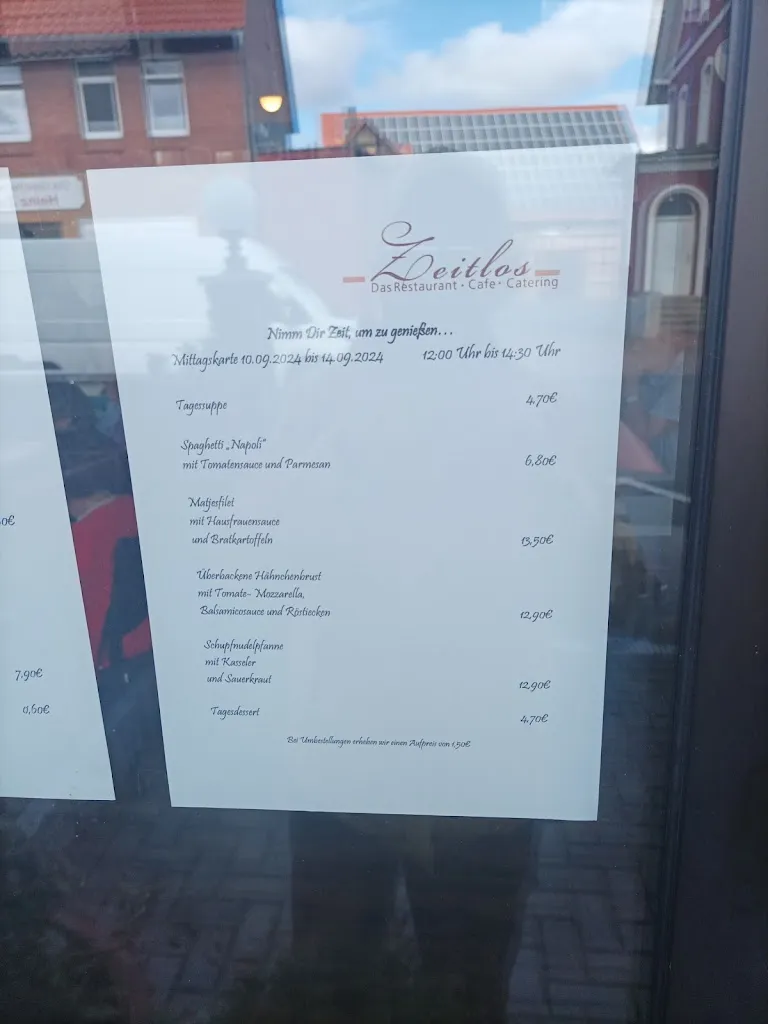 Zeitlos
Das Restaurant · Cafe · Catering
Nimm Dir Zeit, um zu genießen...
Mittagskarte 10.09.2024 bis 14.09.2024 12:00 Uhr bis 14:30 Uhr
Tagessuppe 4,70€
Spaghetti „Napoli“
mit Tomatensauce und Parmesan 6,80€
Matjesfilet
mit Hausfrauensauce
und Bratkartoffeln 13,50€
Überbackene Hähnchenbrust
mit Tomate- Mozzarella,
Balsamicosauce und Röstiecken 12,90€
Schupfnudelpfanne
mit Kasseler
und Sauerkraut 12,90€
Tagesdessert 4,70€
Bei Umbestellungen erheben wir einen Aufpreis von 1,50€
7,90€
0,60€